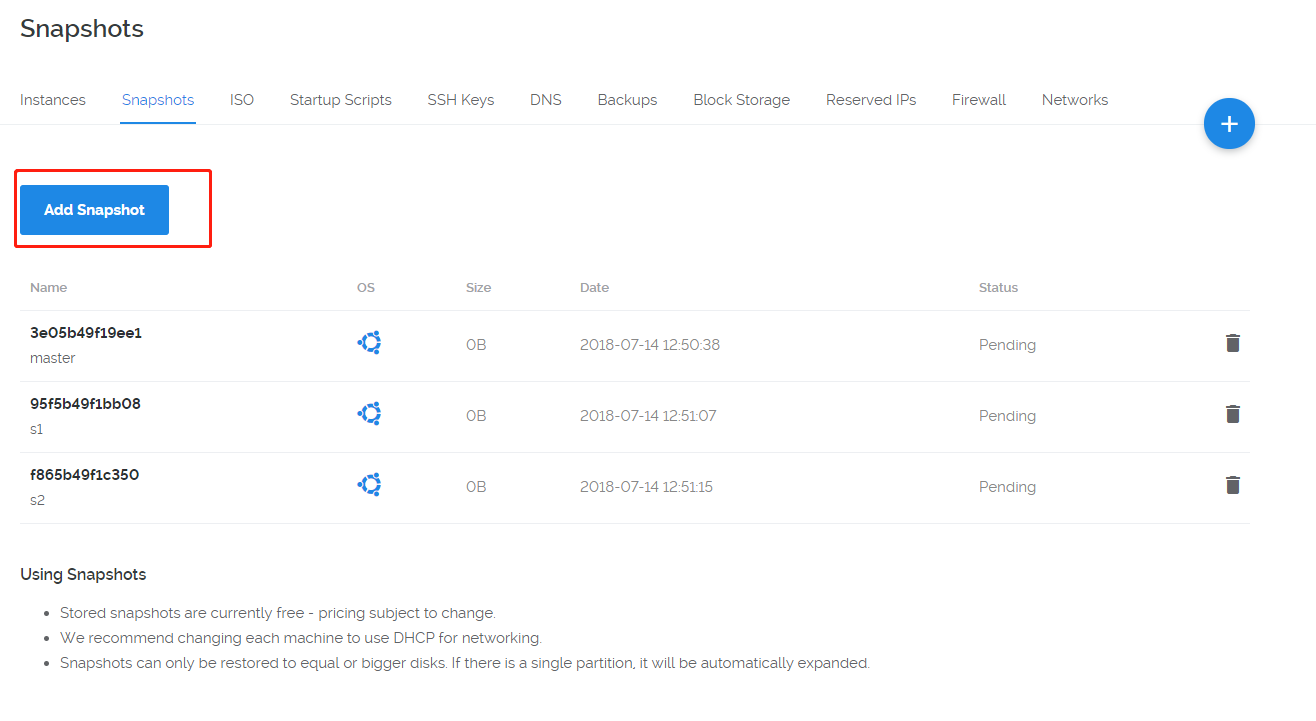 Snapshots
Instances Snapshots ISO Startup Scripts SSH Keys DNS Backups Block Storage Reserved IPs Firewall Networks
+
Add Snapshot
Name OS Size Date Status
3e05b49f19ee1
master
0B 2018-07-14 12:50:38 Pending
95f5b49f1bb08
s1
0B 2018-07-14 12:51:07 Pending
f865b49f1c350
s2
0B 2018-07-14 12:51:15 Pending
Using Snapshots
• Stored snapshots are currently free - pricing subject to change.
• We recommend changing each machine to use DHCP for networking.
• Snapshots can only be restored to equal or bigger disks. If there is a single partition, it will be automatically expanded.